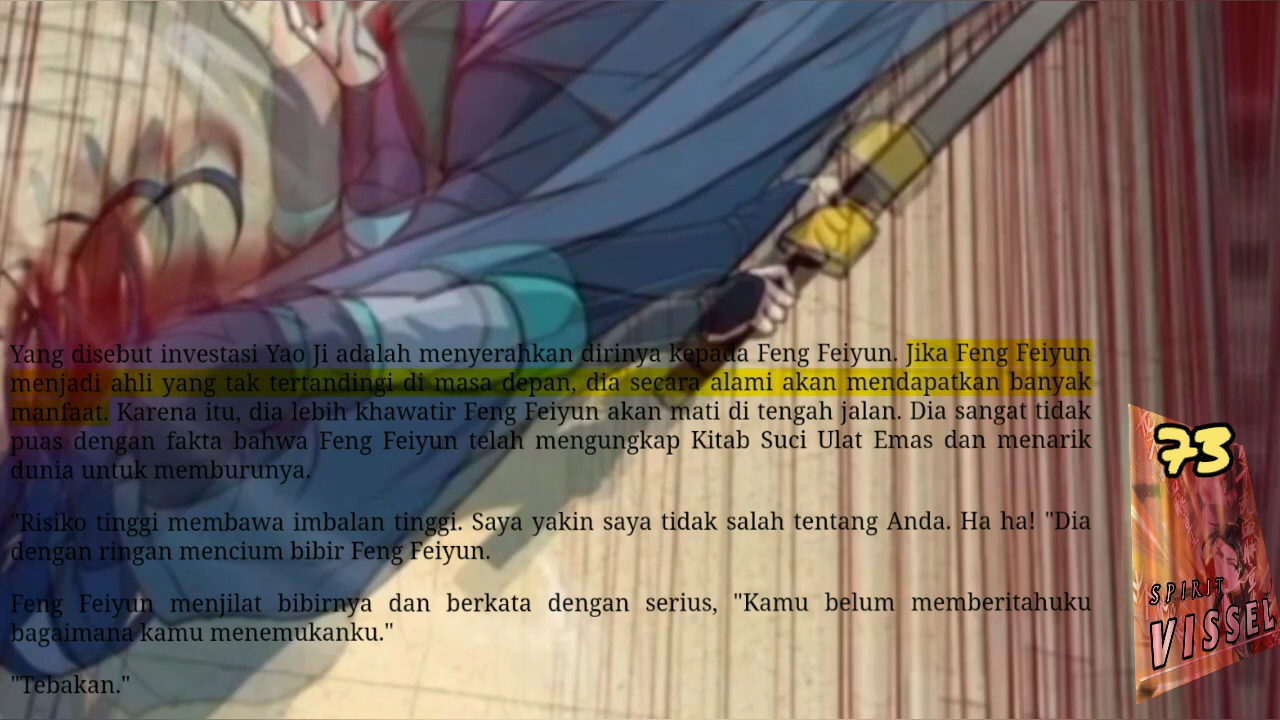 Yang disebut investasi Yao Ji adalah menyerahkan dirinya kepada Feng Feiyun. Jika Feng Feiyun
menjadi ahli yang tak tertandingi di masa depan, dia secara alami akan mendapatkan banyak
manfaat. Karena itu, dia lebih khawatir Feng Feiyun akan mati di tengah jalan. Dia sangat tidak
puas dengan fakta bahwa Feng Feiyun telah mengungkap Kitab Suci Ulat Emas dan menarik
dunia untuk memburunya.
"Risiko tinggi membawa imbalan tinggi. Saya yakin saya tidak salah tentang Anda. Ha ha! "Dia
dengan ringan mencium bibir Feng Feiyun.
Feng Feiyun menjilat bibirnya dan berkata dengan serius, "Kamu belum memberitahuku
bagaimana kamu menemukanku."
"Tebakan."
73
SPIRIT
VISSEL